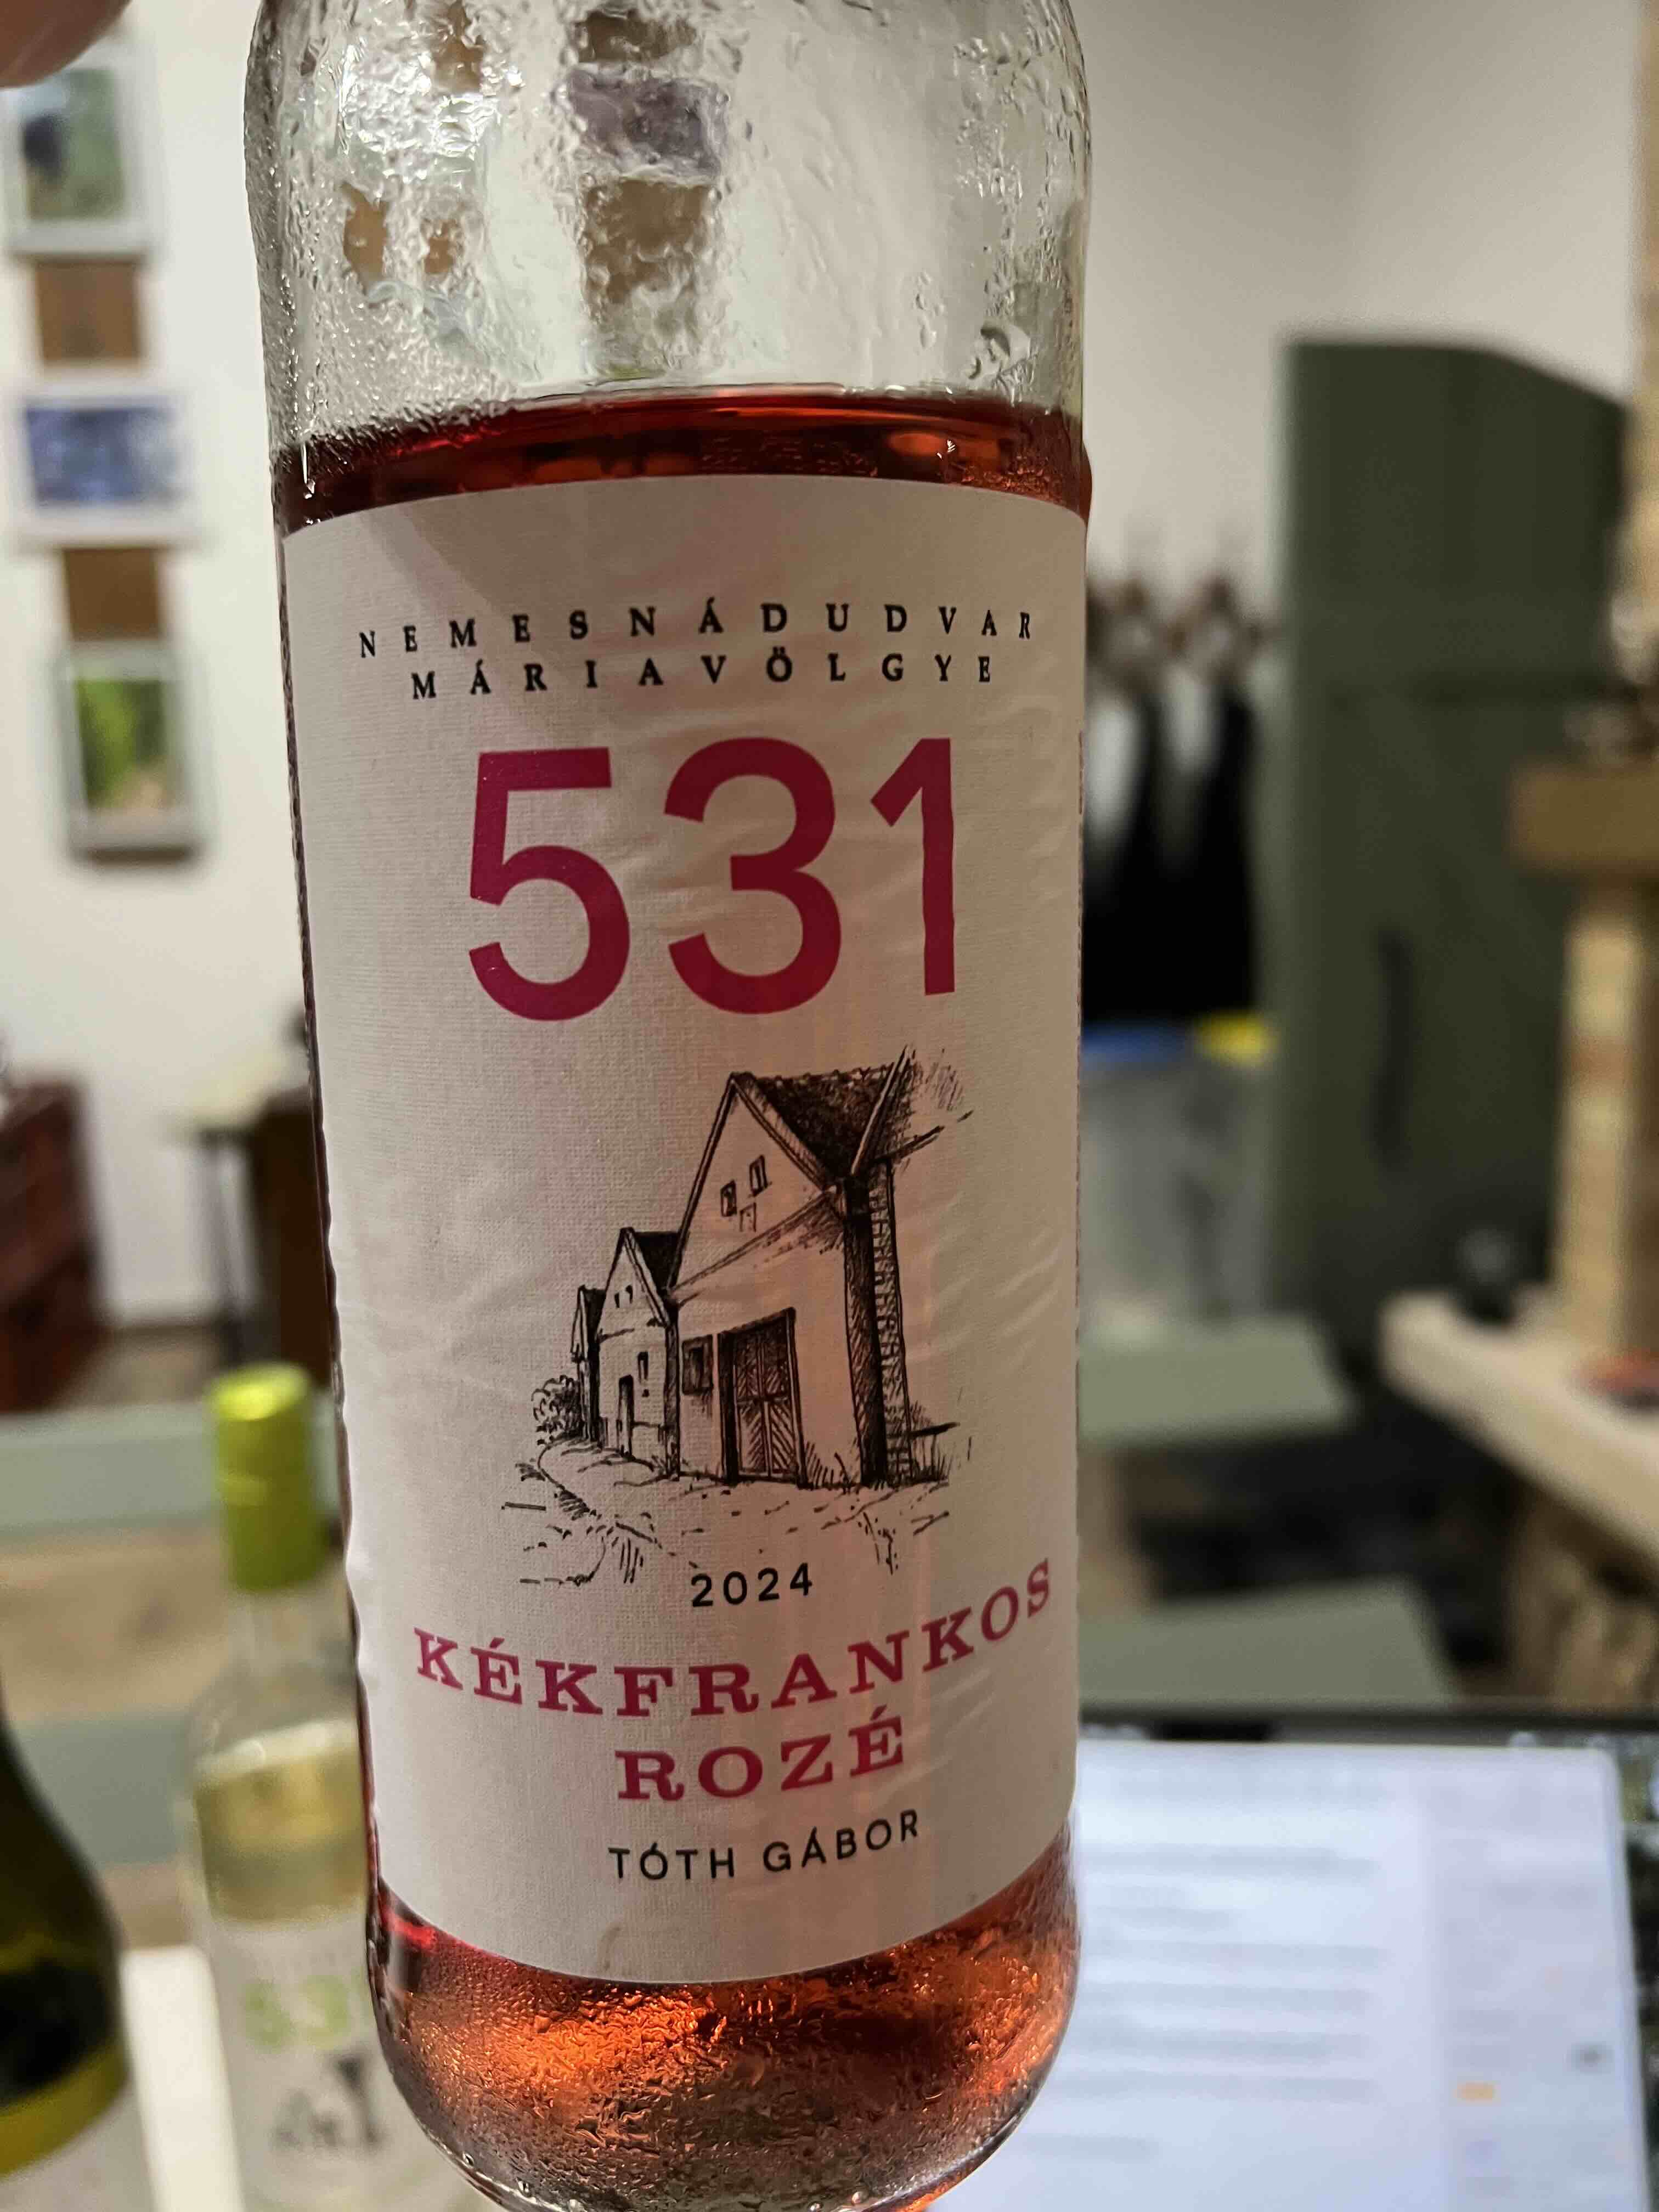 NEMESNÁDUDVAR
MÁRIAVÖLGYE
531
2024
KÉKFRANKOS
ROZÉ
TÓTH GÁBOR